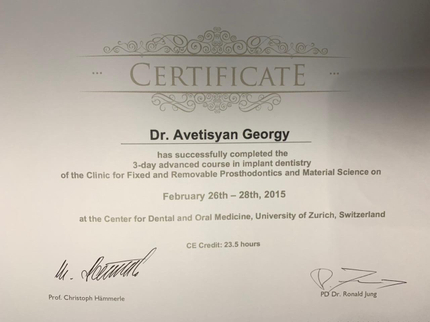 CERTIFICATE
Dr. Avetisyan Georgy
has successfully completed the
3-day advanced course in implant dentistry
of the Clinic for Fixed and Removable Prosthodontics and Material Science on
February 26th – 28th, 2015
at the Center for Dental and Oral Medicine, University of Zurich, Switzerland
CE Credit: 23.5 hours
Prof. Christoph Hämmerle
PD Dr. Ronald Jung